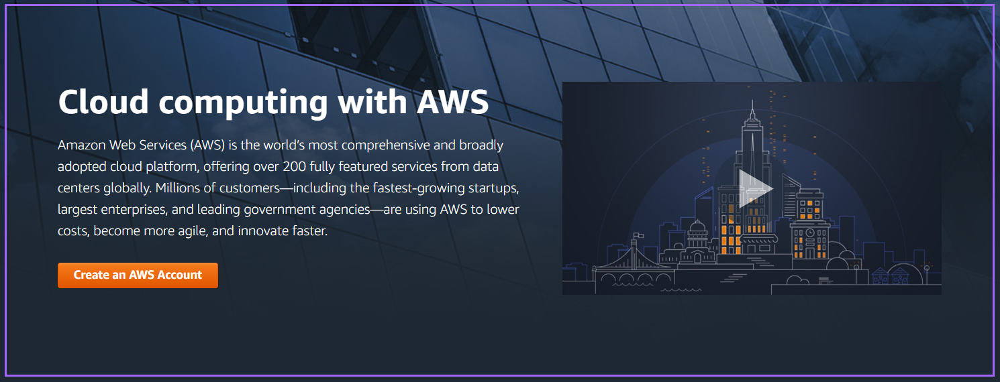 Cloud computing with AWS
Amazon Web Services (AWS) is the world’s most comprehensive and broadly
adopted cloud platform, offering over 200 fully featured services from data
centers globally. Millions of customers—including the fastest-growing startups,
largest enterprises, and leading government agencies—are using AWS to lower
costs, become more agile, and innovate faster.
Create an AWS Account